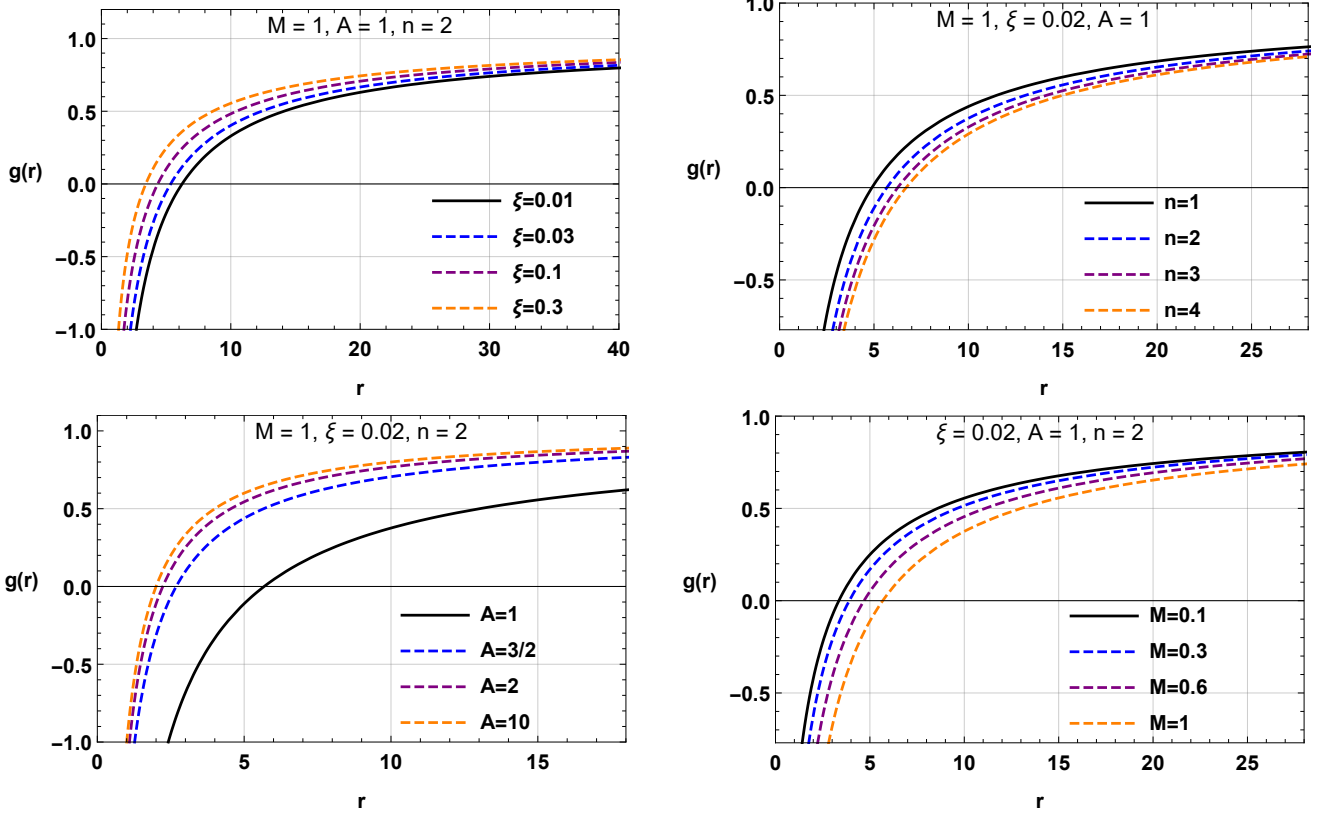 M = 1, A = 1, n = 2
1.0
0.5
0.0
−0.5
−1.0
g(r)
ξ=0.01
ξ=0.03
ξ=0.1
ξ=0.3
0 10 20 30 40
r
M = 1, ξ = 0.02, A = 1
1.0
0.5
0.0
−0.5
g(r)
n=1
n=2
n=3
n=4
0 5 10 15 20 25
r
M = 1, ξ = 0.02, n = 2
1.0
0.5
0.0
−0.5
−1.0
g(r)
A=1
A=3/2
A=2
A=10
0 5 10 15
r
ξ = 0.02, A = 1, n = 2
1.0
0.5
0.0
−0.5
g(r)
M=0.1
M=0.3
M=0.6
M=1
0 5 10 15 20 25
r